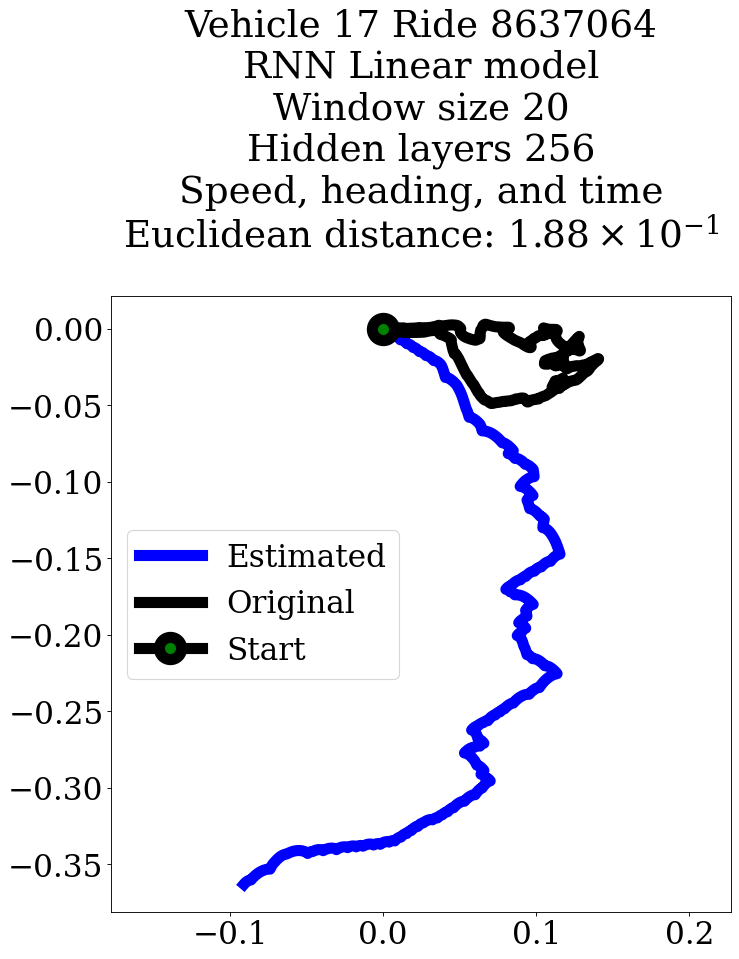 Vehicle 17 Ride 8637064
RNN Linear model
Window size 20
Hidden layers 256
Speed, heading, and time
Euclidean distance: 1.88 × 10⁻¹
0.00
−0.05
−0.10
−0.15
−0.20
−0.25
−0.30
−0.35
Estimated
Original
Start
−0.1 0.0 0.1 0.2